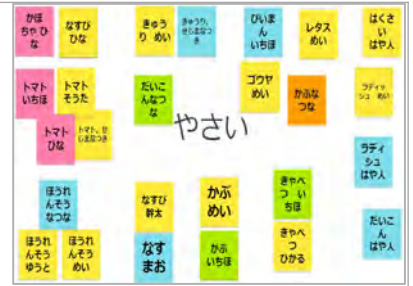 かぼ
ちゃ ひ
な
なすび
ひな
きゅう
り めい
きゅうり、
せじまなつ
き
ぴいま
ん
いちほ
レタス
めい
はくさ
い
はや人
トマト
いちほ
トマト
そうた
だいこ
んなつ
な
ゴウヤ
めい
かぶな
つな
ラディッ
シュ めい
トマト
ひな
トマト、せ
じまなつき
やさい
ラディ
シュ
はや人
ほうれ
んそう
なつな
なすび
幹太
かぶ
めい
きゃべ
つ い
ちほ
ほうれ
んそう
ゆうと
ほうれ
んそう
めい
なす
まお
かぶ
いちほ
きゃべ
つ
ひかる
だいこ
ん
はや人